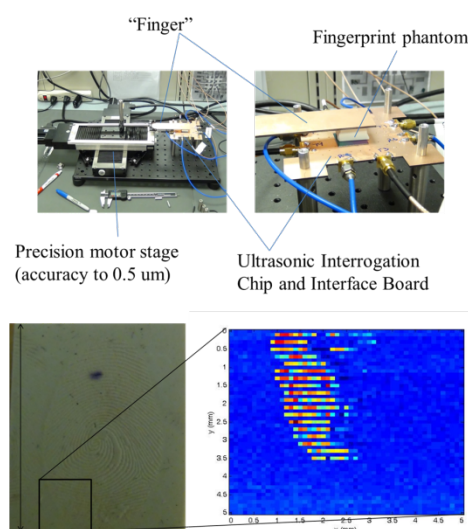 “Finger”
Fingerprint phantom
Precision motor stage
(accuracy to 0.5 um)
Ultrasonic Interrogation
Chip and Interface Board
0
0.5
1
1.5
2
2.5
3
3.5
4
4.5
5
y (mm)
0 0.5 1 1.5 2 2.5 3 3.5 4 4.5 5